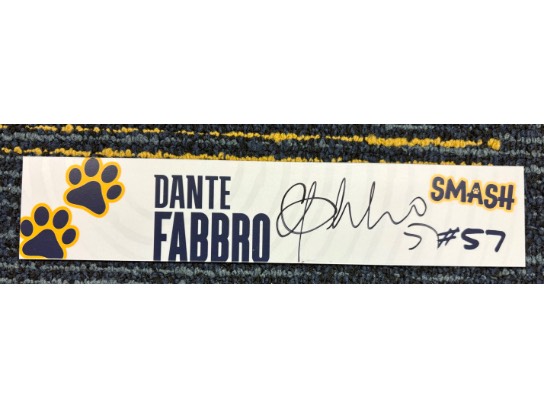 DANTE
FABBRO
SMASH
#57